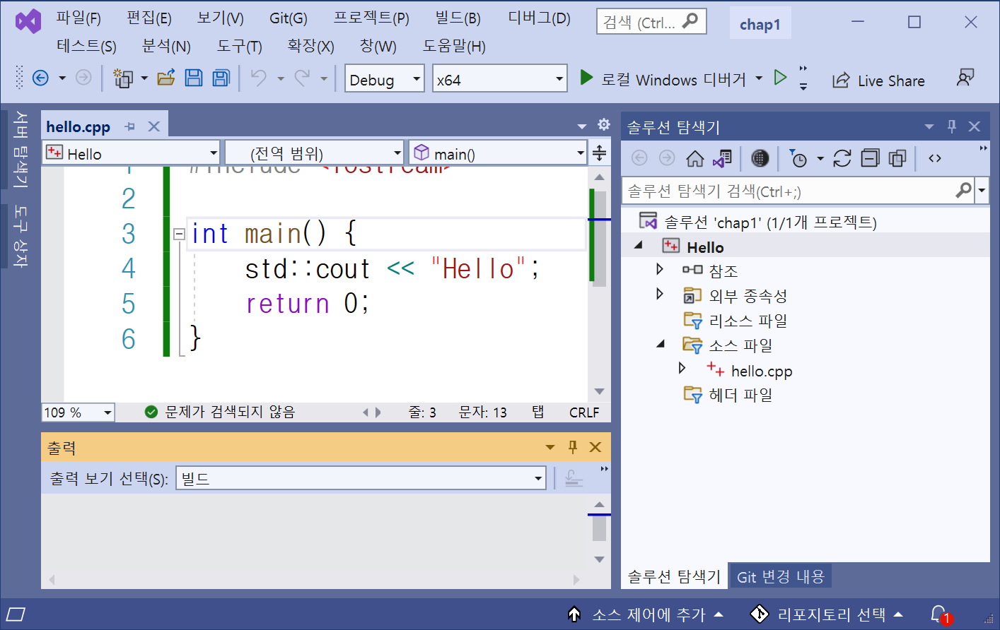 파일(F) 편집(E) 보기(V) Git(G) 프로젝트(P) 빌드(B) 디버그(D) 검색 (Ctrl... chap1
테스트(S) 분석(N) 도구(T) 확장(X) 창(W) 도움말(H)
Debug x64 로컬 Windows 디버거 Live Share
서버 탐색기
도구 상자
hello.cpp
Hello (전역 범위) main()
1 #include <iostream>
2
3 int main() {
4 std::cout << "Hello";
5 return 0;
6 }
109 % 문제가 검색되지 않음 줄: 3 문자: 13 탭 CRLF
출력
출력 보기 선택(S): 빌드
솔루션 탐색기
솔루션 탐색기 검색(Ctrl+;)
솔루션 'chap1' (1/1개 프로젝트)
Hello
참조
외부 종속성
리소스 파일
소스 파일
hello.cpp
헤더 파일
솔루션 탐색기 Git 변경 내용
소스 제어에 추가 리포지토리 선택 1